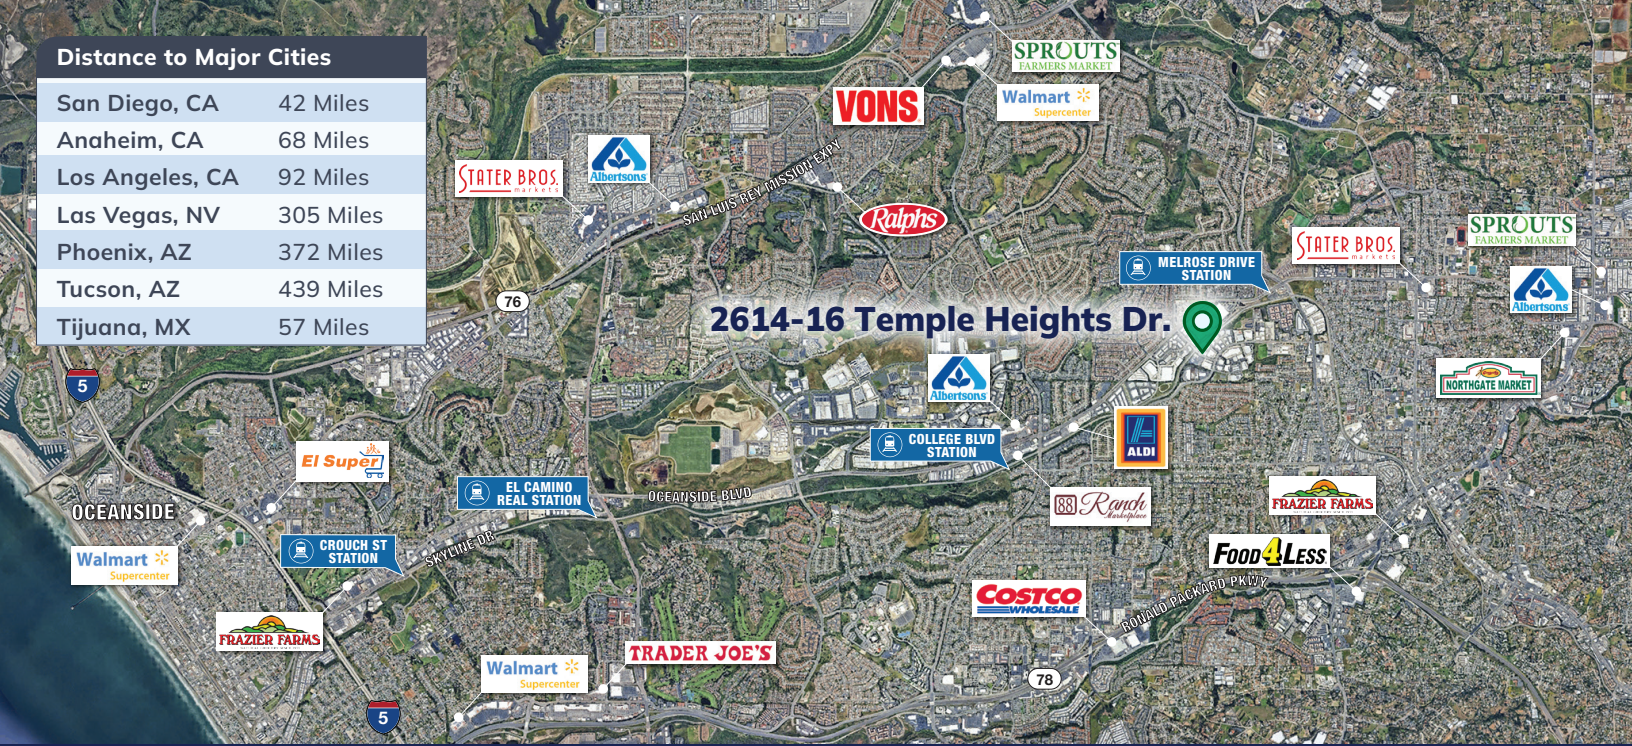 Distance to Major Cities
San Diego, CA 42 Miles
Anaheim, CA 68 Miles
Los Angeles, CA 92 Miles
Las Vegas, NV 305 Miles
Phoenix, AZ 372 Miles
Tucson, AZ 439 Miles
Tijuana, MX 57 Miles
SPROUTS
FARMERS MARKET
VONS
Walmart
Supercenter
Albertsons
STATER BROS.
markets
SAN LUIS REY MISSION EXPY
Ralphs
SPROUTS
FARMERS MARKET
STATER BROS.
markets
MELROSE DRIVE
STATION
Albertsons
76
2614-16 Temple Heights Dr.
5
Albertsons
NORTHGATE MARKET
COLLEGE BLVD
STATION
ALDI
El Super
EL CAMINO
REAL STATION
OCEANSIDE BLVD
88 Ranch
Marketplace
FRAZIER FARMS
OCEANSIDE
Walmart
Supercenter
CROUCH ST
STATION
SKYLINE DR
FOOD 4 LESS
COSTCO
WHOLESALE
RONALD PACKARD PKWY
FRAZIER FARMS
TRADER JOE'S
Walmart
Supercenter
78
5